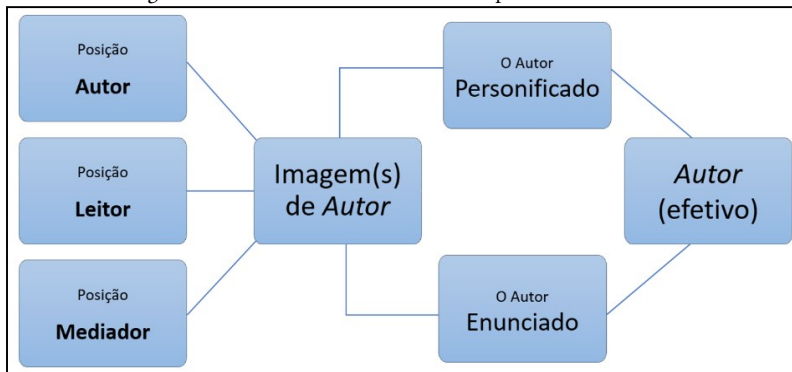 Posição
Autor
Posição
Leitor
Posição
Mediador
Imagem(s)
de Autor
O Autor
Personificado
O Autor
Enunciado
Autor
(efetivo)